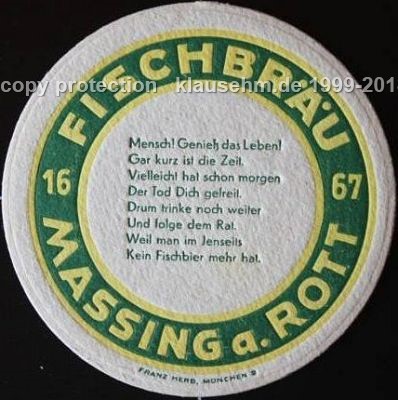 copy protection klausehm.de 1999-201
FISCHBRÄU
16 67
Mensch! Genieß das Leben!
Gar kurz ist die Zeit.
Vielleicht hat schon morgen
Der Tod Dich gefreit.
Drum trinke noch weiter
Und folge dem Rat.
Weil man im Jenseits
Kein Fischbier mehr hat.
MASSING a. ROTT
FRANZ HERB, MÜNCHEN 9